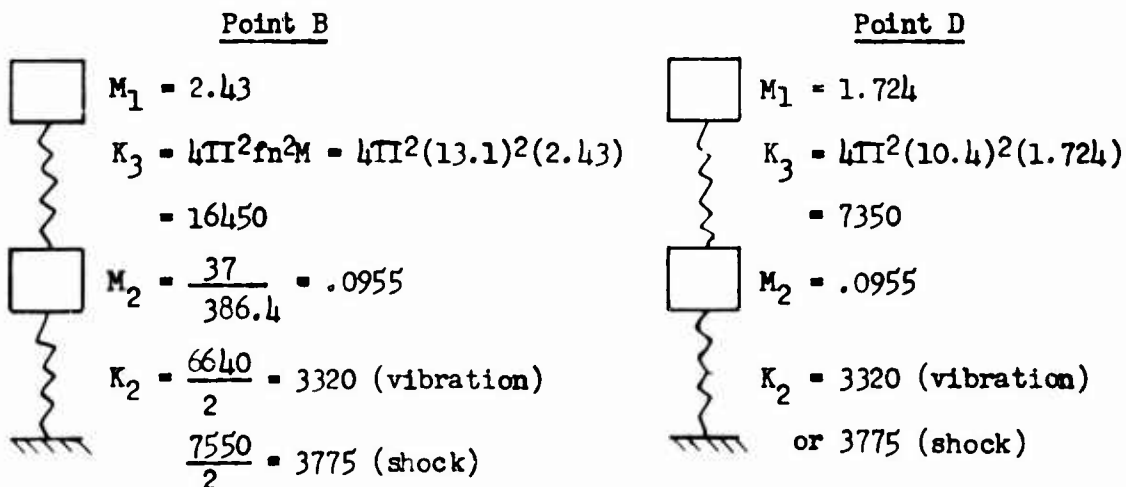 Point B
M₁ = 2.43
K₃ = 4π²fn²M = 4π²(13.1)²(2.43)
= 16450
M₂ = 37/386.4 = .0955
K₂ = 6640/2 = 3320 (vibration)
7550/2 = 3775 (shock)
Point D
M₁ = 1.724
K₃ = 4π²(10.4)²(1.724)
= 7350
M₂ = .0955
K₂ = 3320 (vibration)
or 3775 (shock)